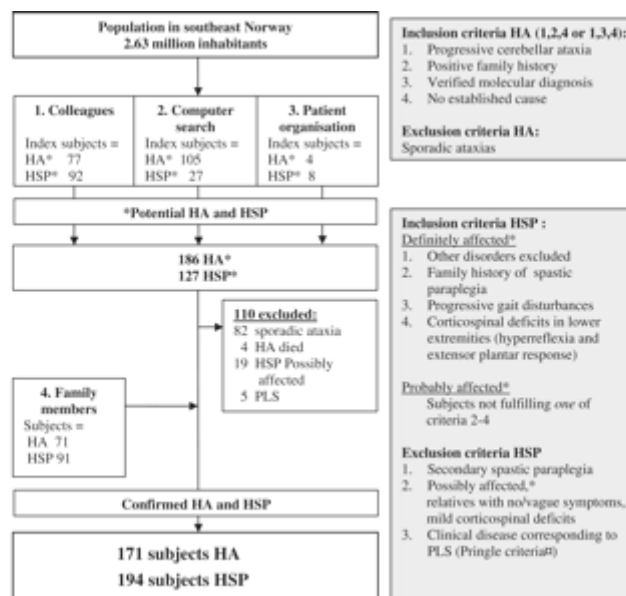 Population in southeast Norway
2.63 million inhabitants
1. Colleagues
Index subjects =
HA* 77
HSP* 92
2. Computer
search
Index subjects =
HA* 105
HSP* 27
3. Patient
organisation
Index subjects =
HA* 4
HSP* 8
*Potential HA and HSP
186 HA*
127 HSP*
110 excluded:
82 sporadic ataxia
4 HA died
19 HSP Possibly
affected
5 PLS
4. Family
members
Subjects =
HA 71
HSP 91
Confirmed HA and HSP
171 subjects HA
194 subjects HSP
Inclusion criteria HA (1,2,4 or 1,3,4):
1. Progressive cerebellar ataxia
2. Positive family history
3. Verified molecular diagnosis
4. No established cause
Exclusion criteria HA:
Sporadic ataxias
Inclusion criteria HSP :
Definitely affected*
1. Other disorders excluded
2. Family history of spastic
paraplegia
3. Progressive gait disturbances
4. Corticospinal deficits in lower
extremities (hyperreflexia and
extensor plantar response)
Probably affected*
Subjects not fulfilling one of
criteria 2-4
Exclusion criteria HSP
1. Secondary spastic paraplegia
2. Possibly affected,*
relatives with no/vague symptoms,
mild corticospinal deficits
3. Clinical disease corresponding to
PLS (Pringle criteria¤)